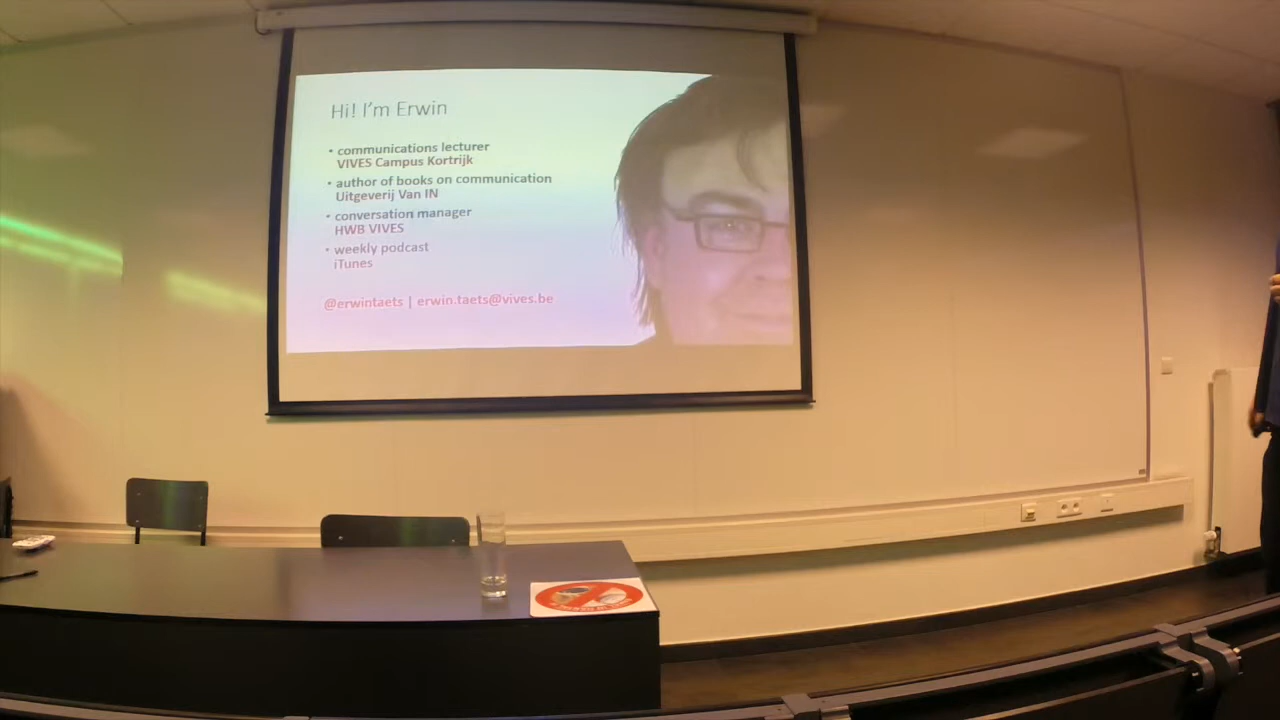 Hi! I'm Erwin
• communications lecturer
VIVES Campus Kortrijk
• author of books on communication
Uitgeverij Van IN
• conversation manager
HWB VIVES
• weekly podcast
iTunes
@erwintaets | erwin.taets@vives.be